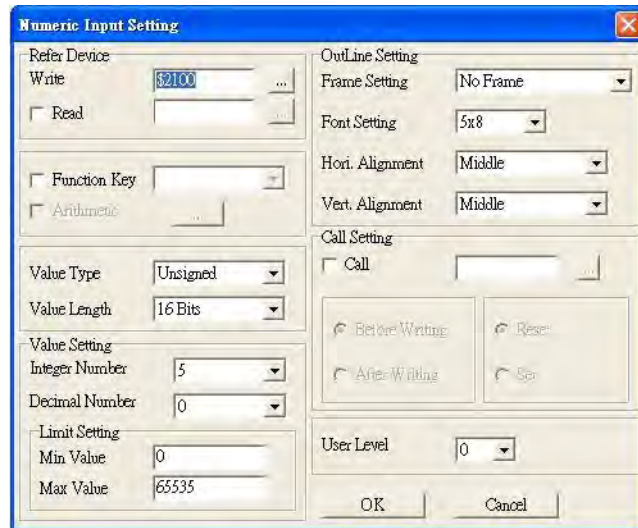 Numeric Input Setting
Refer Device
Write $2100 ...
Read ...
Function Key
Arithmetic ...
Value Type Unsigned
Value Length 16 Bits
Value Setting
Integer Number 5
Decimal Number 0
Limit Setting
Min Value 0
Max Value 65535
OutLine Setting
Frame Setting No Frame
Font Setting 5x8
Hori. Alignment Middle
Vert. Alignment Middle
Call Setting
Call ...
Before Writing Reset
After Writing Set
User Level 0
OK Cancel